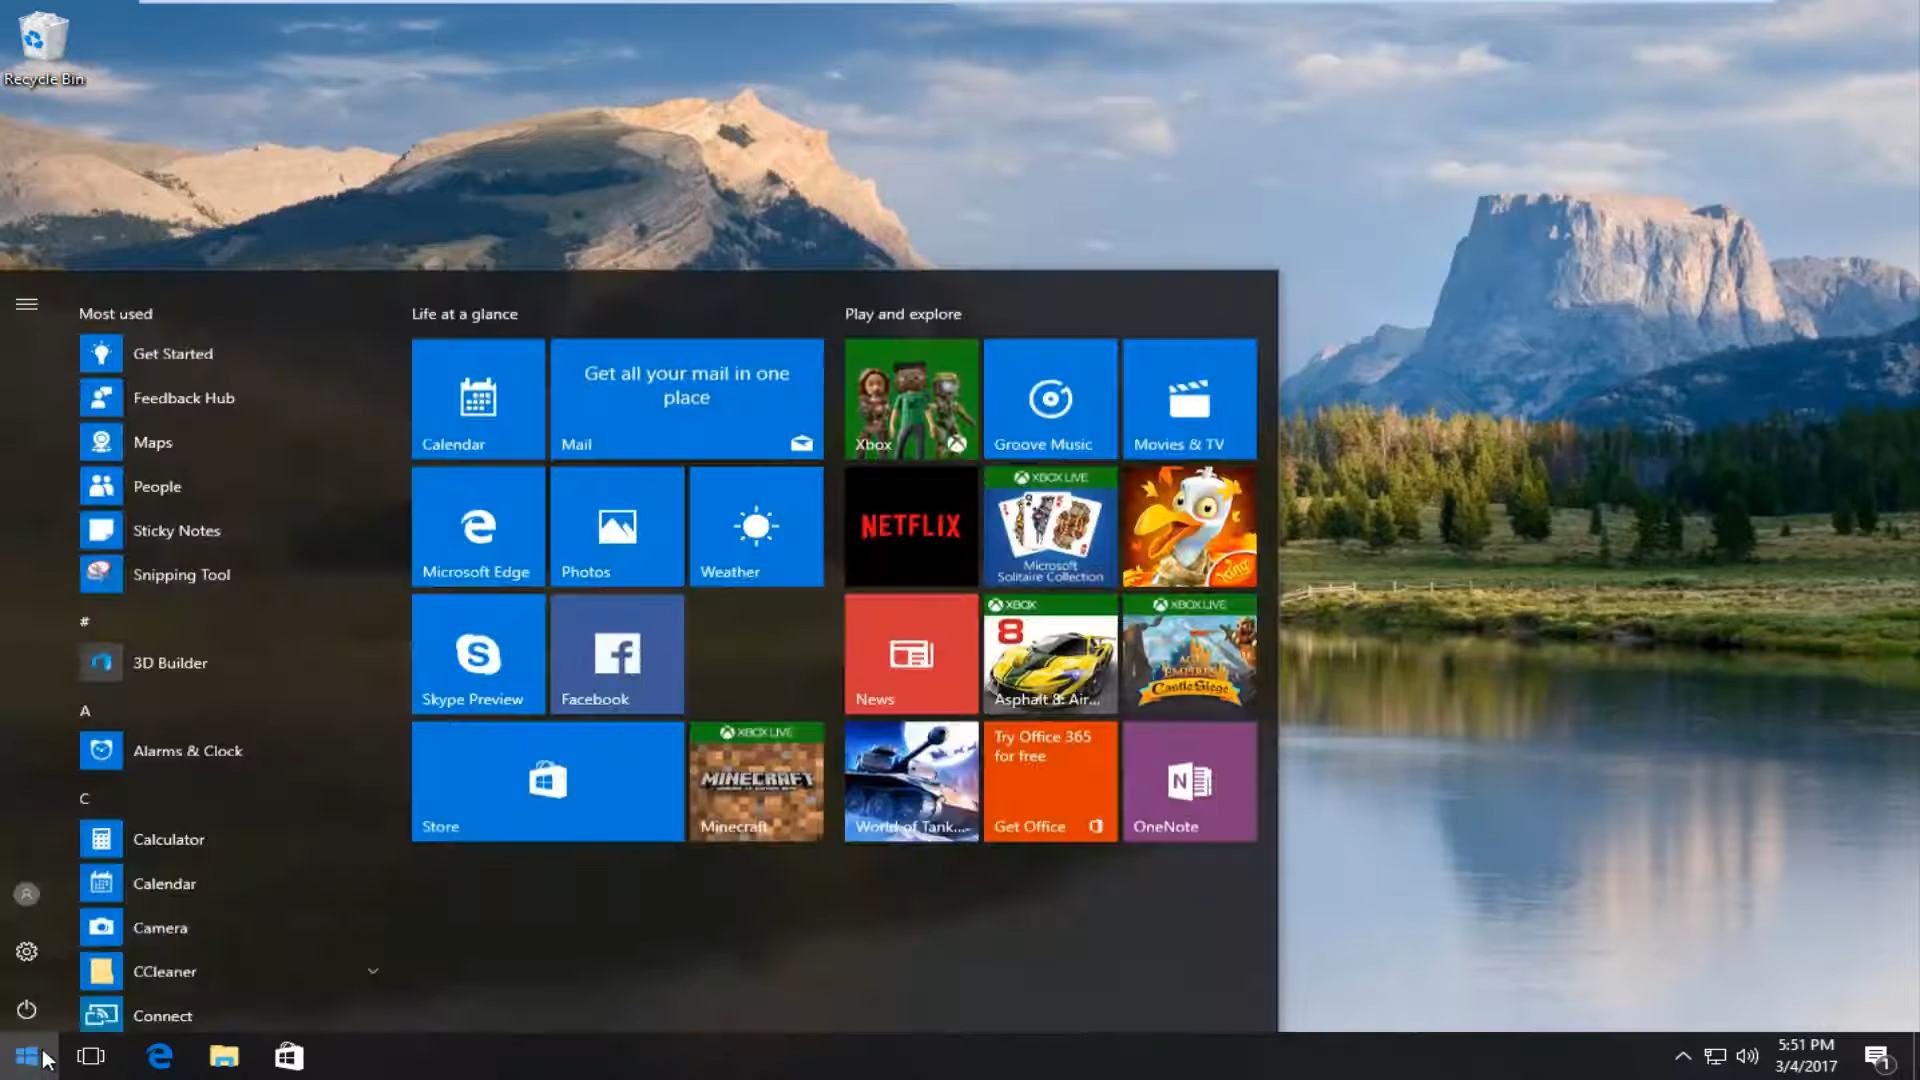 Recycle Bin
Most used
Get Started
Feedback Hub
Maps
People
Sticky Notes
Snipping Tool
#
3D Builder
A
Alarms & Clock
C
Calculator
Calendar
Camera
CCleaner
Connect
Life at a glance
Calendar
Get all your mail in one
place
Mail
Microsoft Edge
Photos
Weather
Skype Preview
Facebook
Store
XBOX LIVE
MINECRAFT
Minecraft
Play and explore
Xbox
Groove Music
Movies & TV
NETFLIX
XBOX LIVE
Microsoft
Solitaire Collection
King
News
XBOX
8
Asphalt 8: Air...
XBOX LIVE
AGE
EMPIRES
Castle Siege
World of Tank...
Try Office 365
for free
Get Office
N
OneNote
5:51 PM
3/4/2017
1